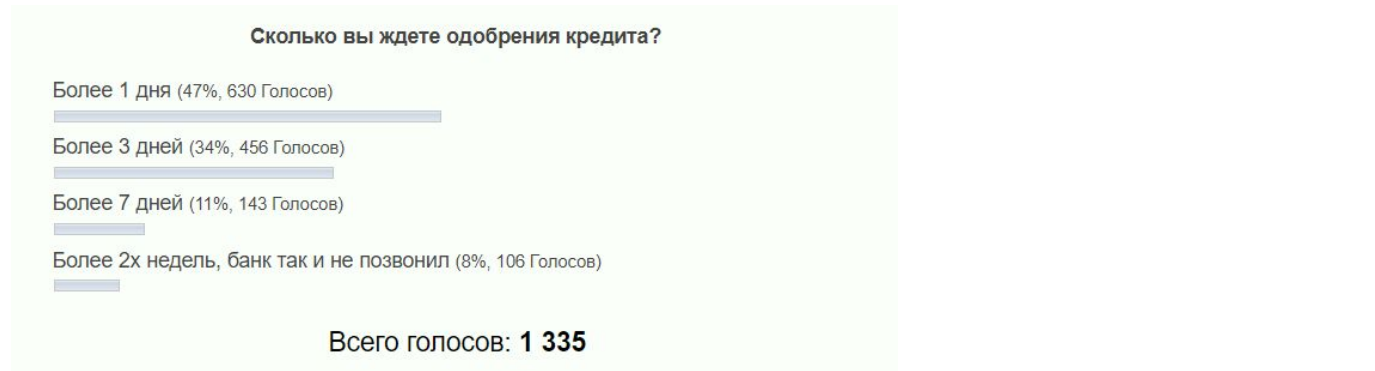 Сколько вы ждете одобрения кредита?
Более 1 дня (47%, 630 Голосов)
Более 3 дней (34%, 456 Голосов)
Более 7 дней (11%, 143 Голосов)
Более 2х недель, банк так и не позвонил (8%, 106 Голосов)
Всего голосов: 1 335